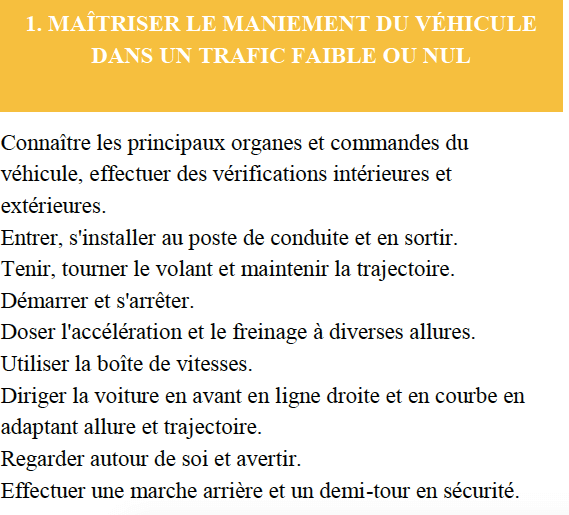 1. MAÎTRISER LE MANIEMENT DU VÉHICULE
DANS UN TRAFIC FAIBLE OU NUL
Connaître les principaux organes et commandes du
véhicule, effectuer des vérifications intérieures et
extérieures.
Entrer, s'installer au poste de conduite et en sortir.
Tenir, tourner le volant et maintenir la trajectoire.
Démarrer et s'arrêter.
Doser l'accélération et le freinage à diverses allures.
Utiliser la boîte de vitesses.
Diriger la voiture en avant en ligne droite et en courbe en
adaptant allure et trajectoire.
Regarder autour de soi et avertir.
Effectuer une marche arrière et un demi-tour en sécurité.